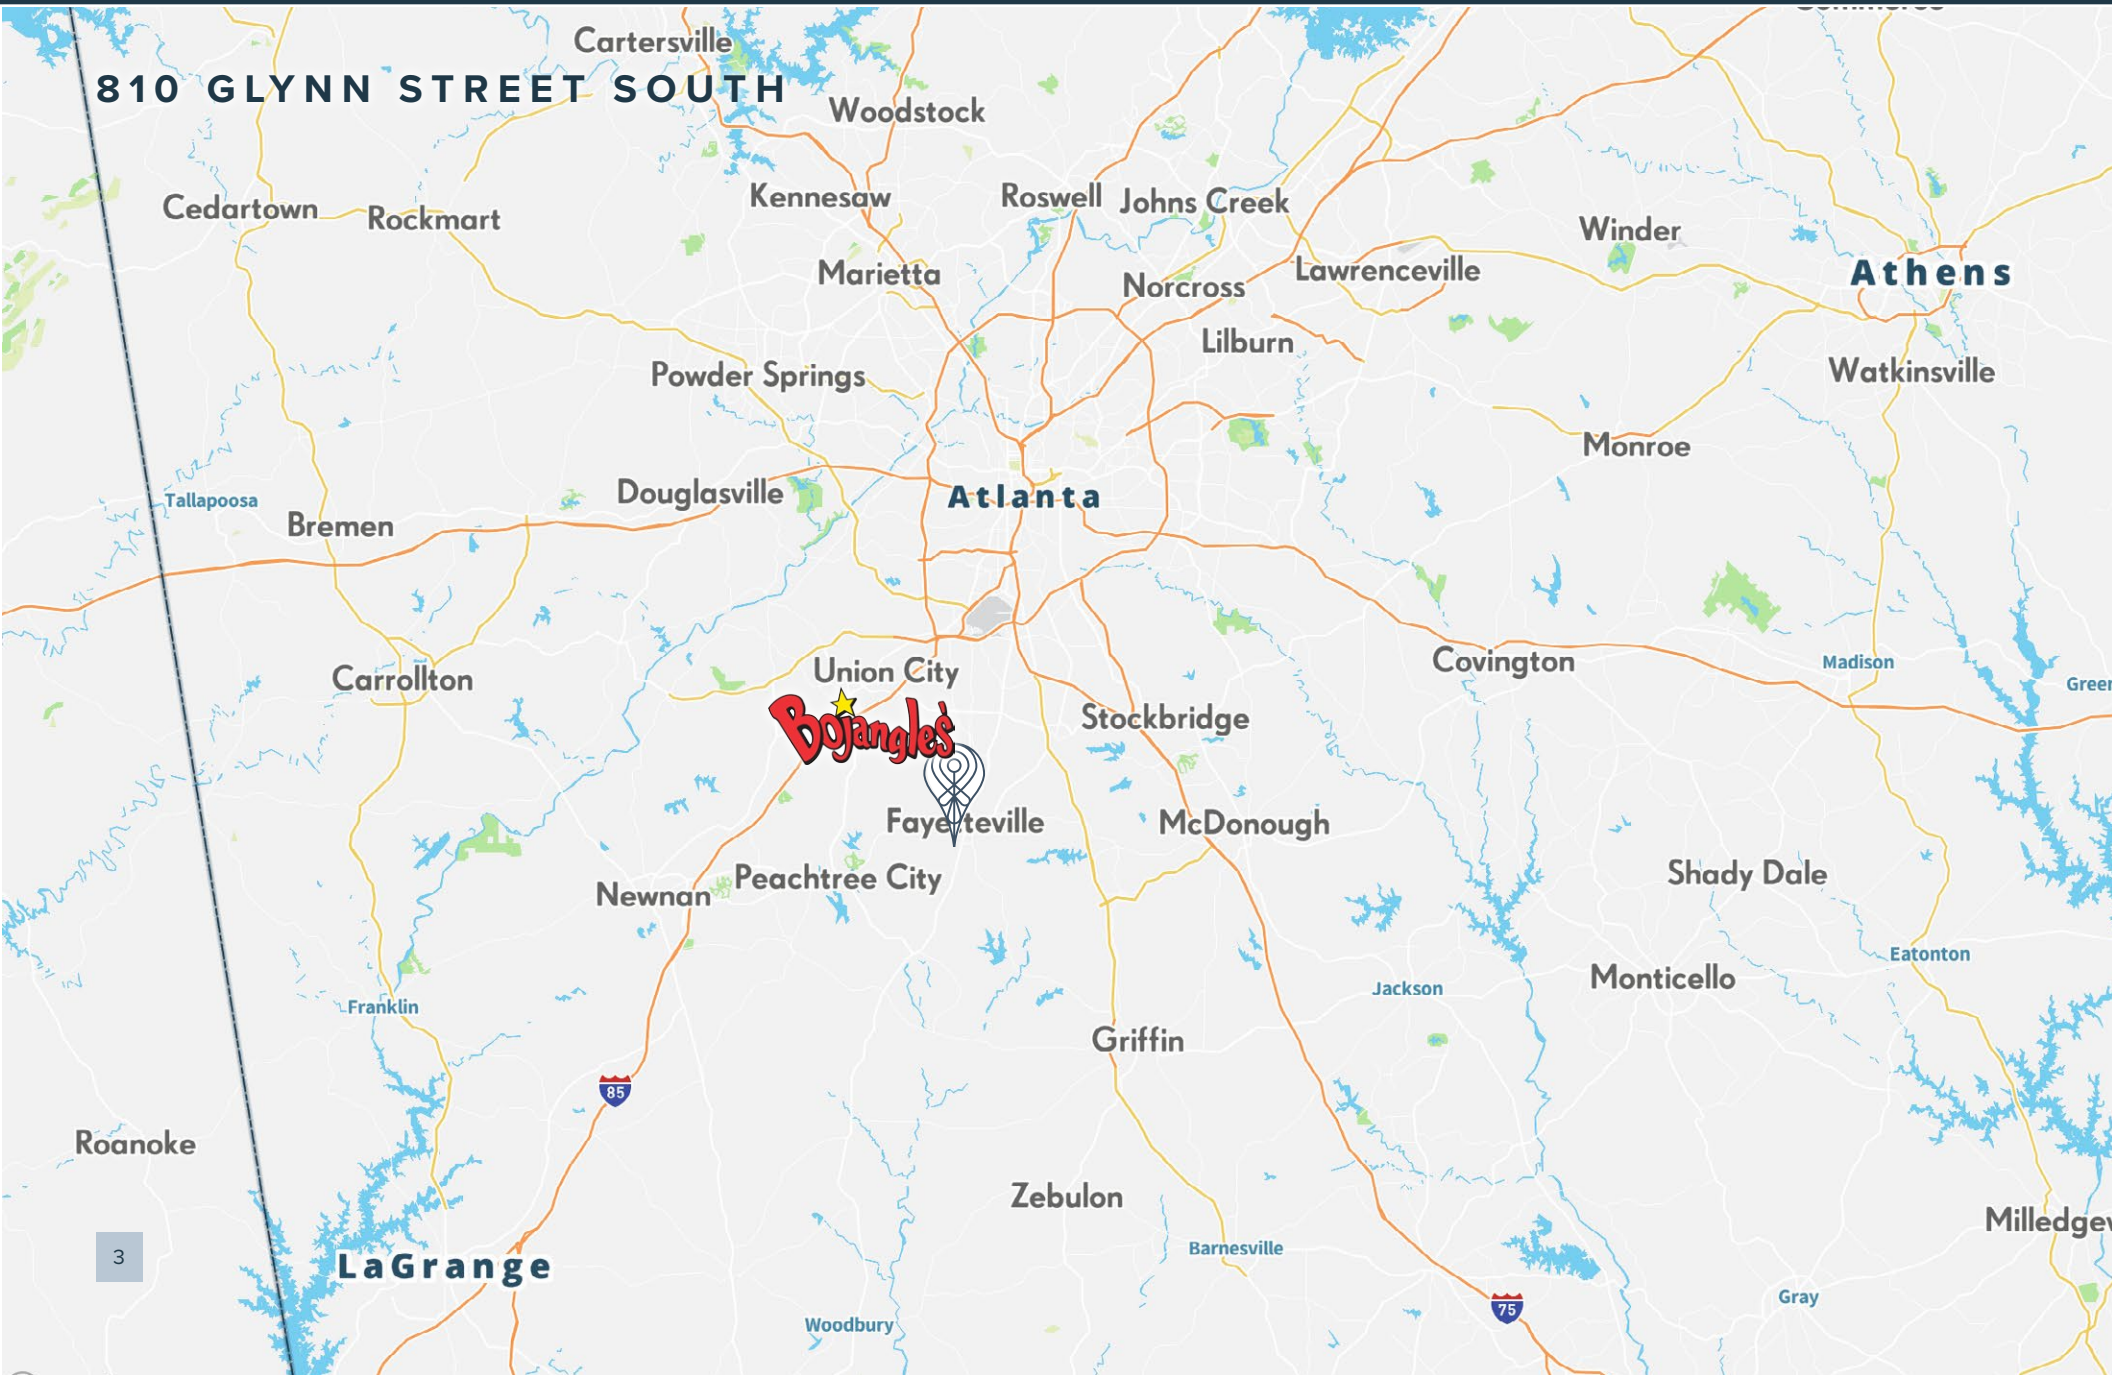 Cartersville
810 GLYNN STREET SOUTH
Woodstock
Kennesaw
Roswell
Johns Creek
Cedartown
Rockmart
Winder
Marietta
Norcross
Lawrenceville
Athens
Lilburn
Powder Springs
Watkinsville
Monroe
Douglasville
Atlanta
Tallapoosa
Bremen
Union City
Covington
Madison
Carrollton
Greer
Bojangles'
Stockbridge
Fayetteville
McDonough
Peachtree City
Newnan
Shady Dale
Eatonton
Monticello
Jackson
Franklin
Griffin
85
Roanoke
Zebulon
Milledgev
3
LaGrange
Barnesville
Gray
75
Woodbury